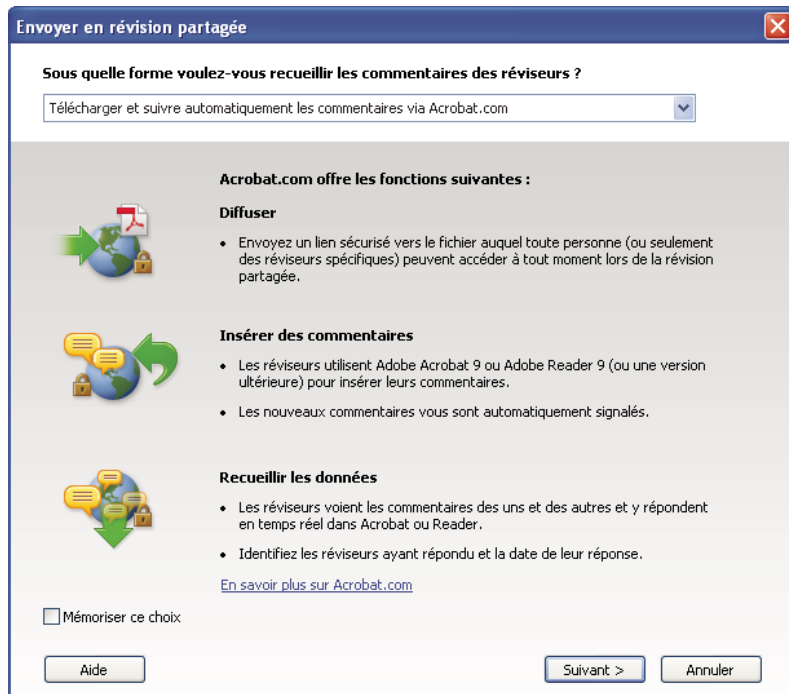 Envoyer en révision partagée
Sous quelle forme voulez-vous recueillir les commentaires des réviseurs ?
Télécharger et suivre automatiquement les commentaires via Acrobat.com
Acrobat.com offre les fonctions suivantes :
Diffuser
• Envoyez un lien sécurisé vers le fichier auquel toute personne (ou seulement
des réviseurs spécifiques) peuvent accéder à tout moment lors de la révision
partagée.
Insérer des commentaires
• Les réviseurs utilisent Adobe Acrobat 9 ou Adobe Reader 9 (ou une version
ultérieure) pour insérer leurs commentaires.
• Les nouveaux commentaires vous sont automatiquement signalés.
Recueillir les données
• Les réviseurs voient les commentaires des uns et des autres et y répondent
en temps réel dans Acrobat ou Reader.
• Identifiez les réviseurs ayant répondu et la date de leur réponse.
En savoir plus sur Acrobat.com
Mémoriser ce choix
Aide
Suivant >
Annuler